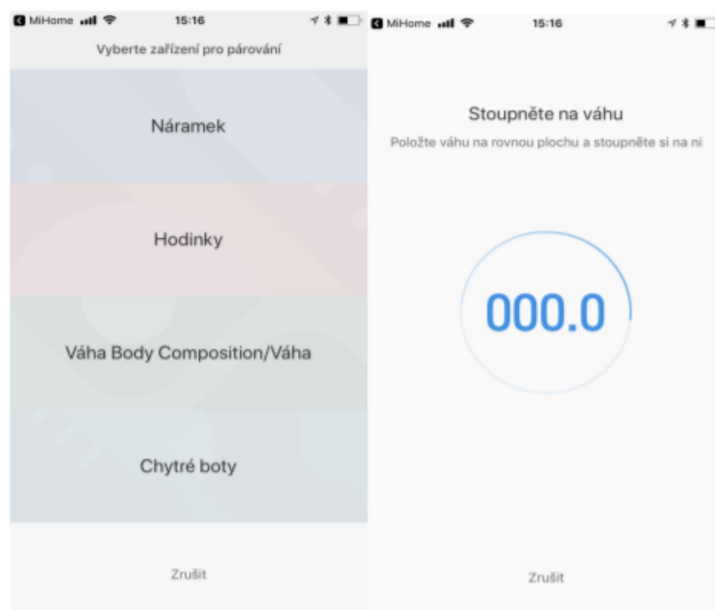 MiHome 15:16
Vyberte zařízení pro párování
Náramek
Hodinky
Váha Body Composition/Váha
Chytré boty
Zrušit
MiHome 15:16
Stoupněte na váhu
Položte váhu na rovnou plochu a stoupněte si na ni
000.0
Zrušit